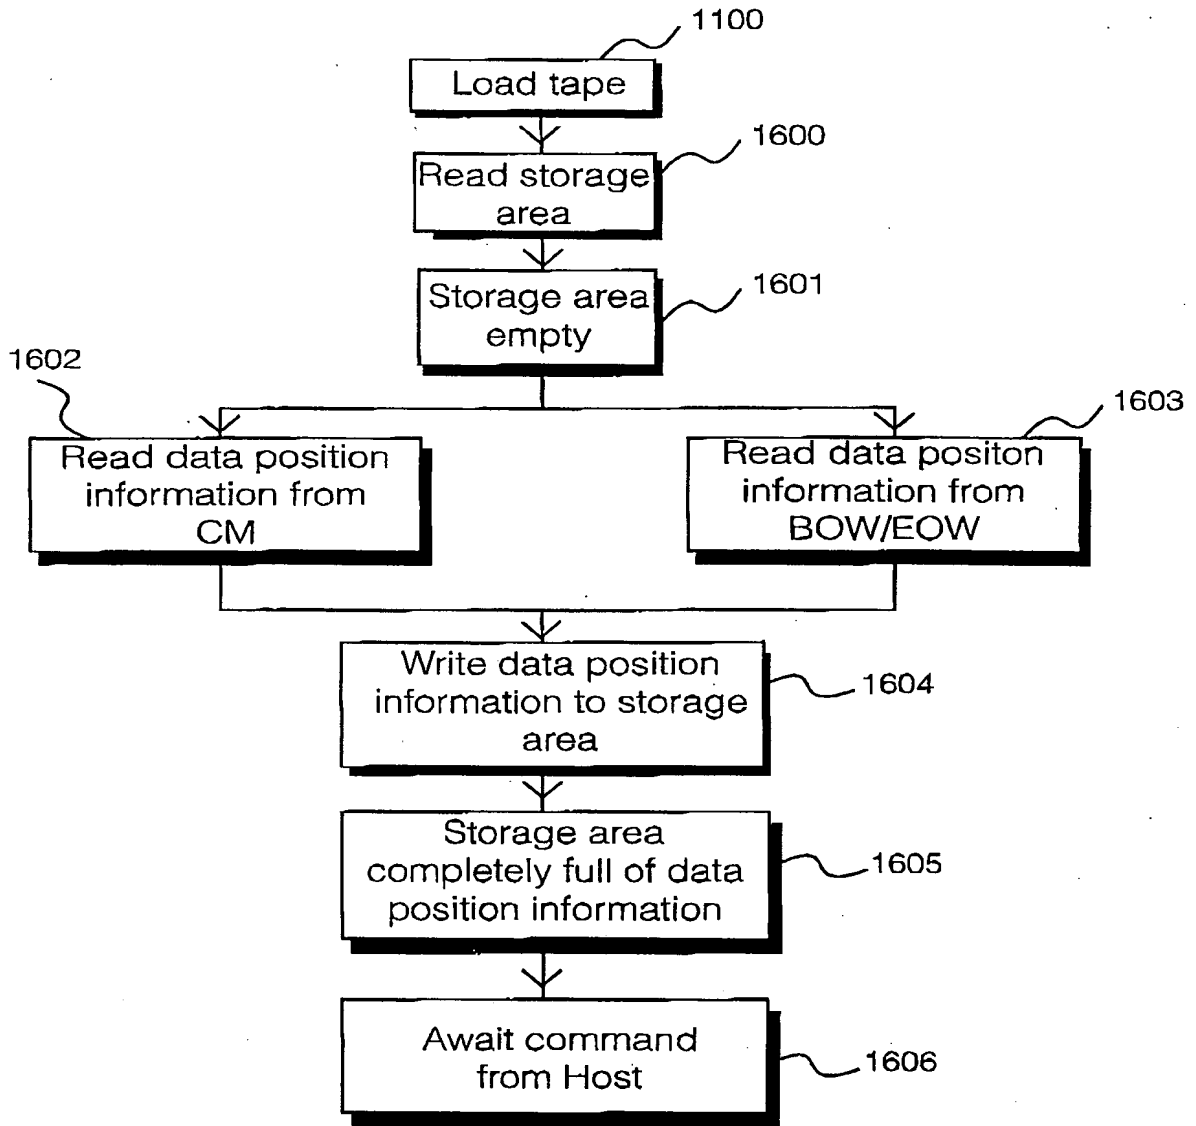 1100
Load tape
1600
Read storage
area
1601
Storage area
empty
1602
Read data position
information from
CM
1603
Read data positon
information from
BOW/EOW
Write data position
information to storage
area
1604
Storage area
completely full of data
position information
1605
Await command
from Host
1606